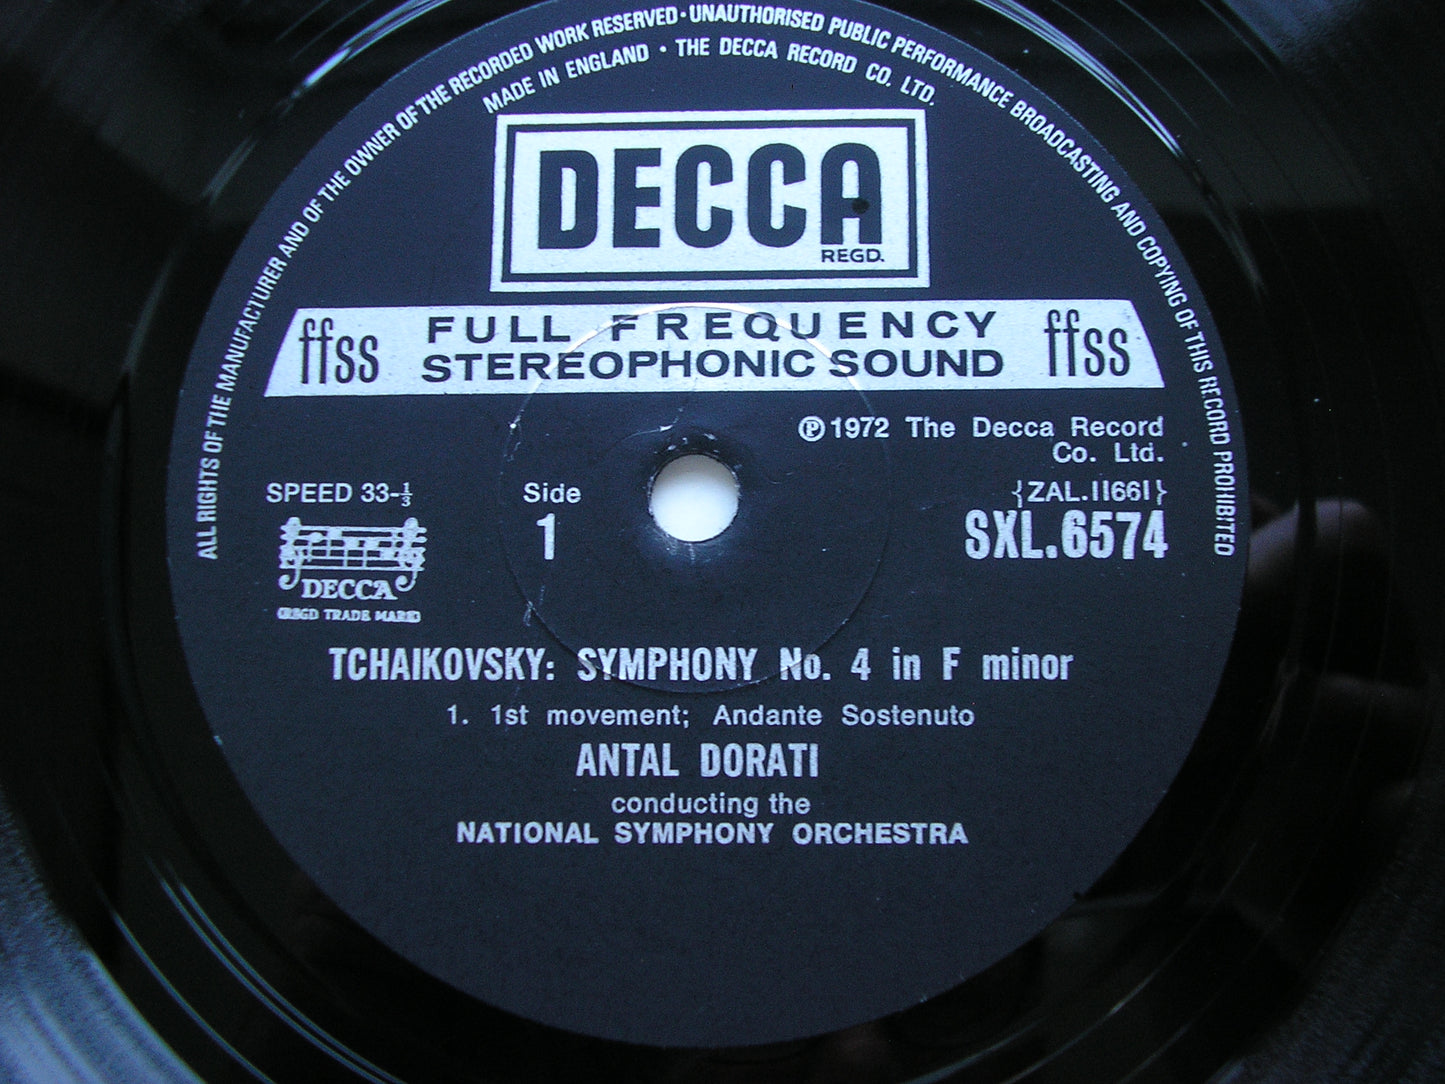 ALL RIGHTS OF THE MANUFACTURER AND OF THE OWNER OF THE RECORDED WORK RESERVED · UNAUTHORISED PUBLIC PERFORMANCE BROADCASTING AND COPYING OF THIS RECORD PROHIBITED
MADE IN ENGLAND · THE DECCA RECORD CO. LTD.
DECCA
REGD.
ffss FULL FREQUENCY ffss
STEREOPHONIC SOUND
℗ 1972 The Decca Record
Co. Ltd.
SPEED 33-⅓ Side {ZAL.11661}
1 SXL.6574
DECCA
(REGD TRADE MARK)
TCHAIKOVSKY: SYMPHONY No. 4 in F minor
1. 1st movement; Andante Sostenuto
ANTAL DORATI
conducting the
NATIONAL SYMPHONY ORCHESTRA